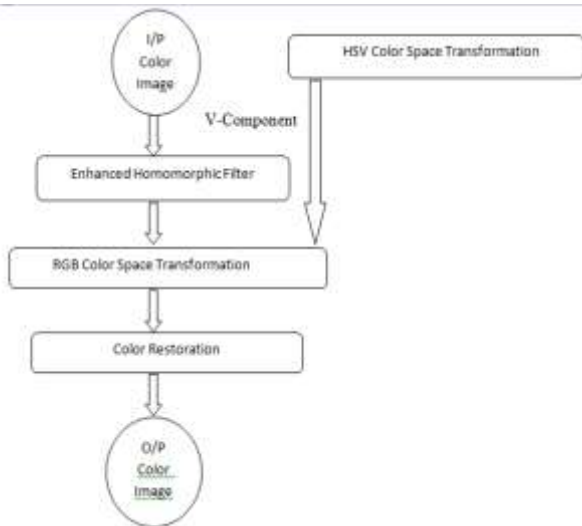 I/P
Color
Image
HSV Color Space Transformation
V-Component
Enhanced Homomorphic Filter
RGB Color Space Transformation
Color Restoration
O/P
Color
Image